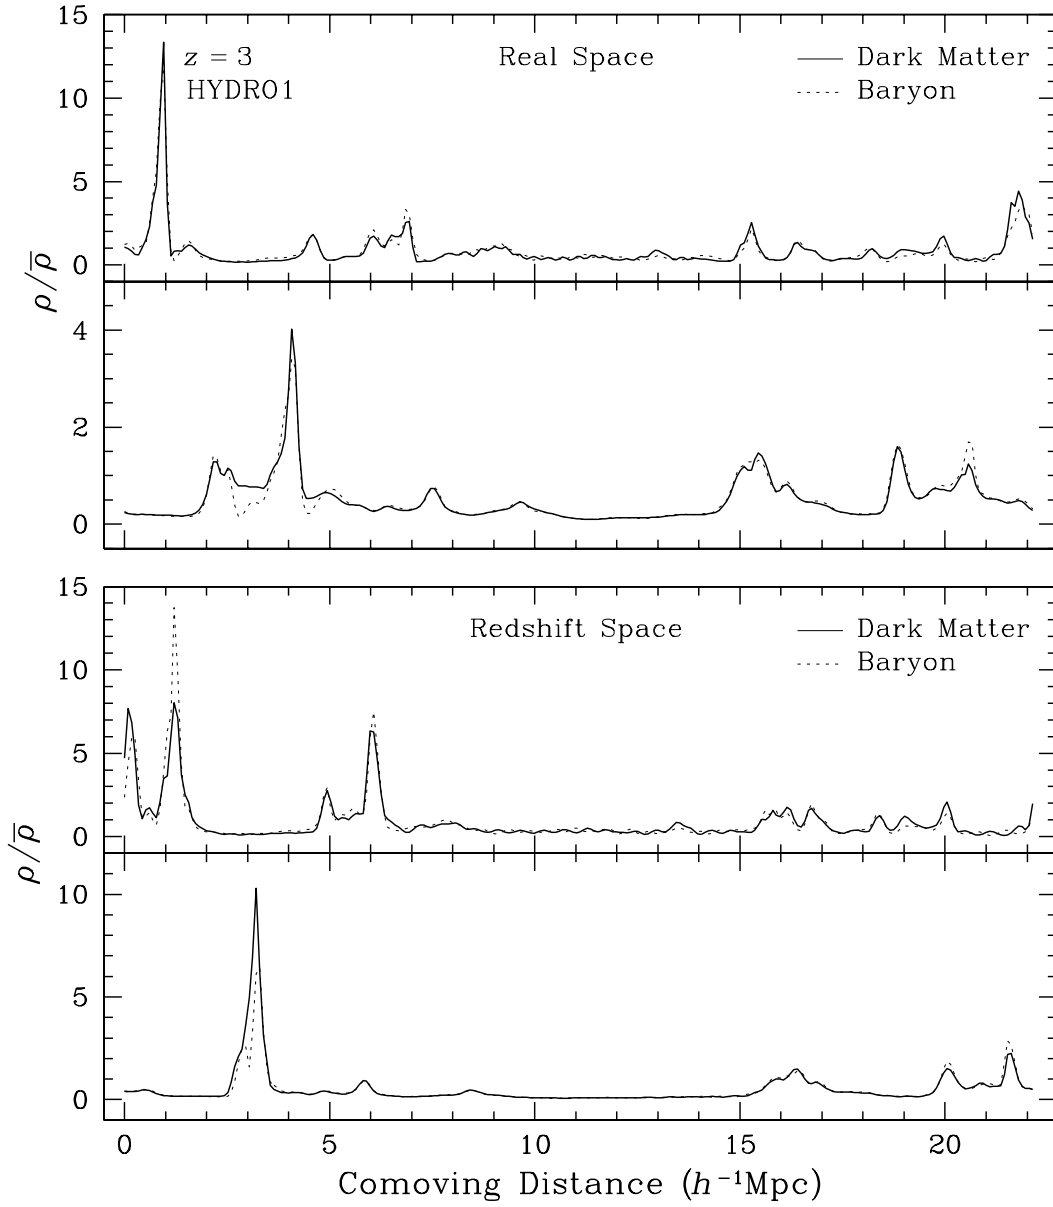 15
z = 3
Real Space
Dark Matter
HYDRO1
Baryon
10
5
0
ρ/ρ̅
4
2
0
15
Redshift Space
Dark Matter
Baryon
10
5
0
ρ/ρ̅
10
5
0
0 5 10 15 20
Comoving Distance (h⁻¹Mpc)